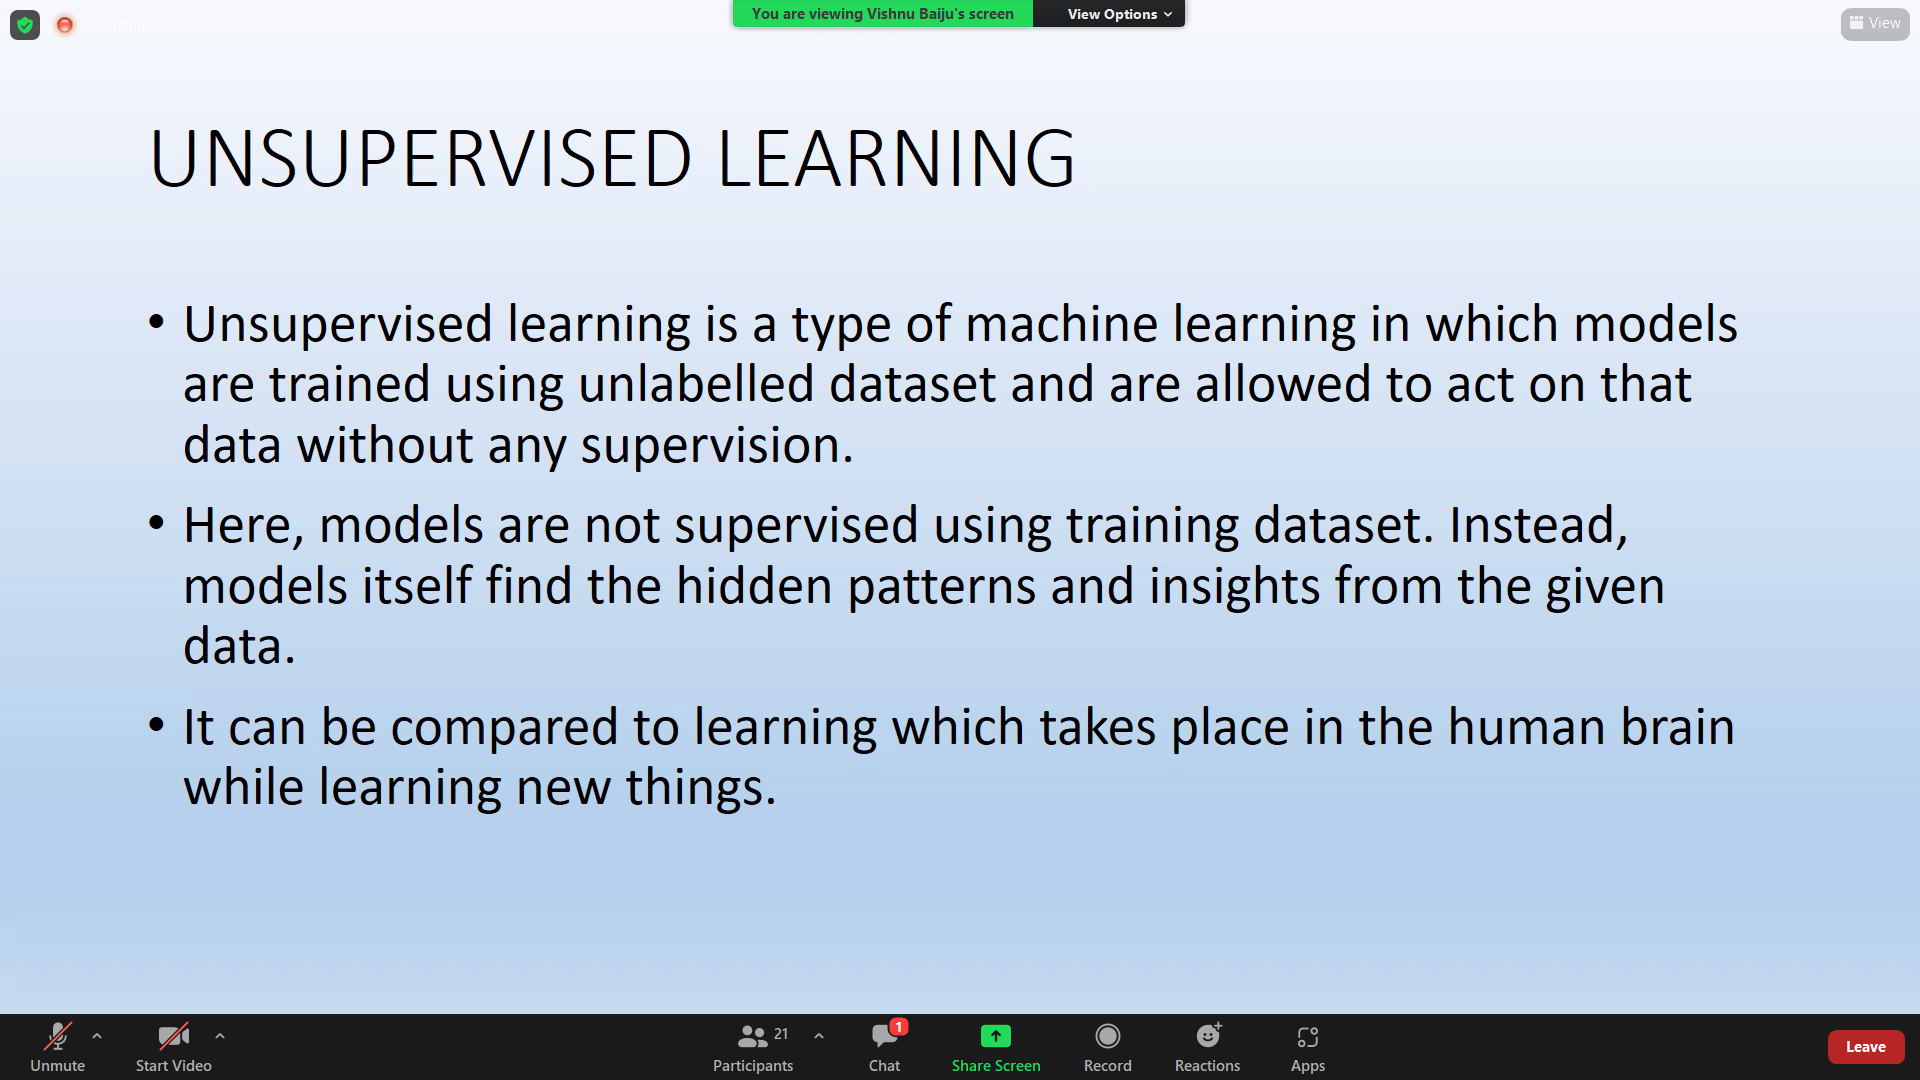 Recording
You are viewing Vishnu Baiju's screen
View Options
View
UNSUPERVISED LEARNING
• Unsupervised learning is a type of machine learning in which models
are trained using unlabelled dataset and are allowed to act on that
data without any supervision.
• Here, models are not supervised using training dataset. Instead,
models itself find the hidden patterns and insights from the given
data.
• It can be compared to learning which takes place in the human brain
while learning new things.
Unmute
Start Video
21
Participants
1
Chat
Share Screen
Record
Reactions
Apps
Leave